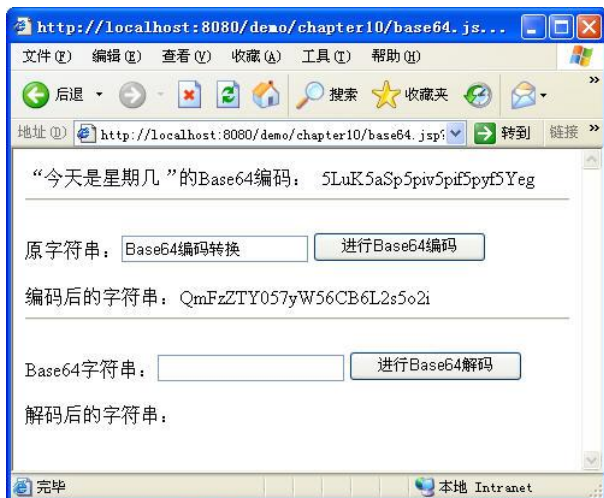 http://localhost:8080/demo/chapter10/base64.js...
文件(F) 编辑(E) 查看(V) 收藏(A) 工具(T) 帮助(H)
后退 搜索 收藏夹 »
地址(D) http://localhost:8080/demo/chapter10/base64.jsp? 转到 链接 »
“今天是星期几 ”的Base64编码： 5LuK5aSp5piv5pif5pyf5Yeg
原字符串：Base64编码转换 进行Base64编码
编码后的字符串：QmFzZTY057yW56CB6L2s5o2i
Base64字符串： 进行Base64解码
解码后的字符串：
完毕 本地 Intranet